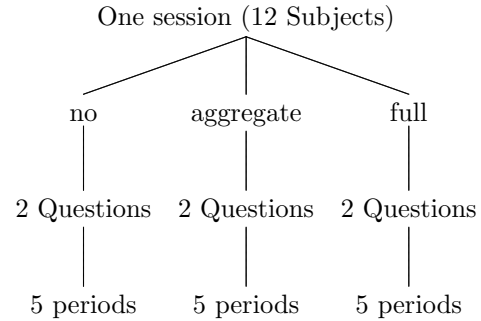 One session (12 Subjects)
no aggregate full
2 Questions 2 Questions 2 Questions
5 periods 5 periods 5 periods